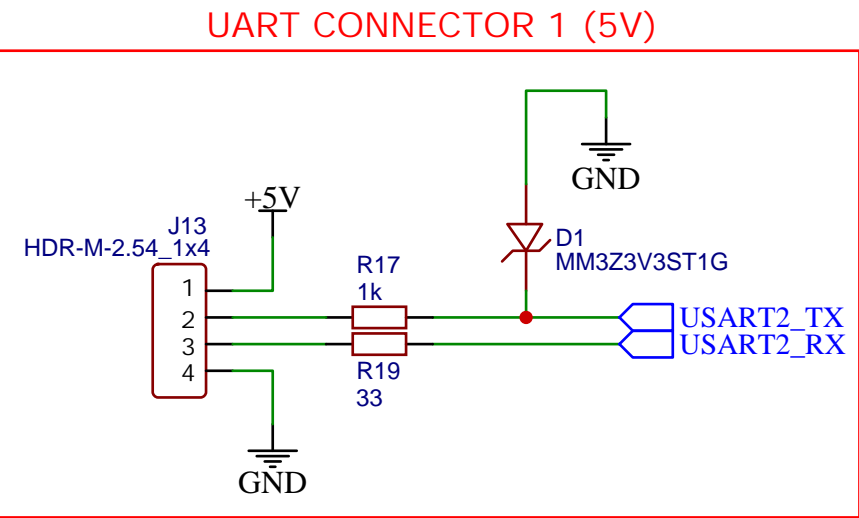 UART CONNECTOR 1 (5V)
GND
+5V
J13
HDR-M-2.54_1x4
D1
MM3Z3V3ST1G
R17
1k
1
2
3
4
USART2_TX
USART2_RX
R19
33
GND